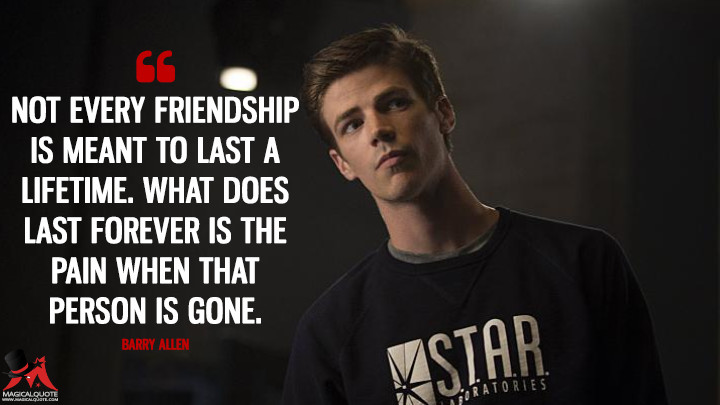 “
NOT EVERY FRIENDSHIP
IS MEANT TO LAST A
LIFETIME. WHAT DOES
LAST FOREVER IS THE
PAIN WHEN THAT
PERSON IS GONE.
BARRY ALLEN
S.T.A.R.
LABORATORIES
MAGICALQUOTE
WWW.MAGICALQUOTE.COM